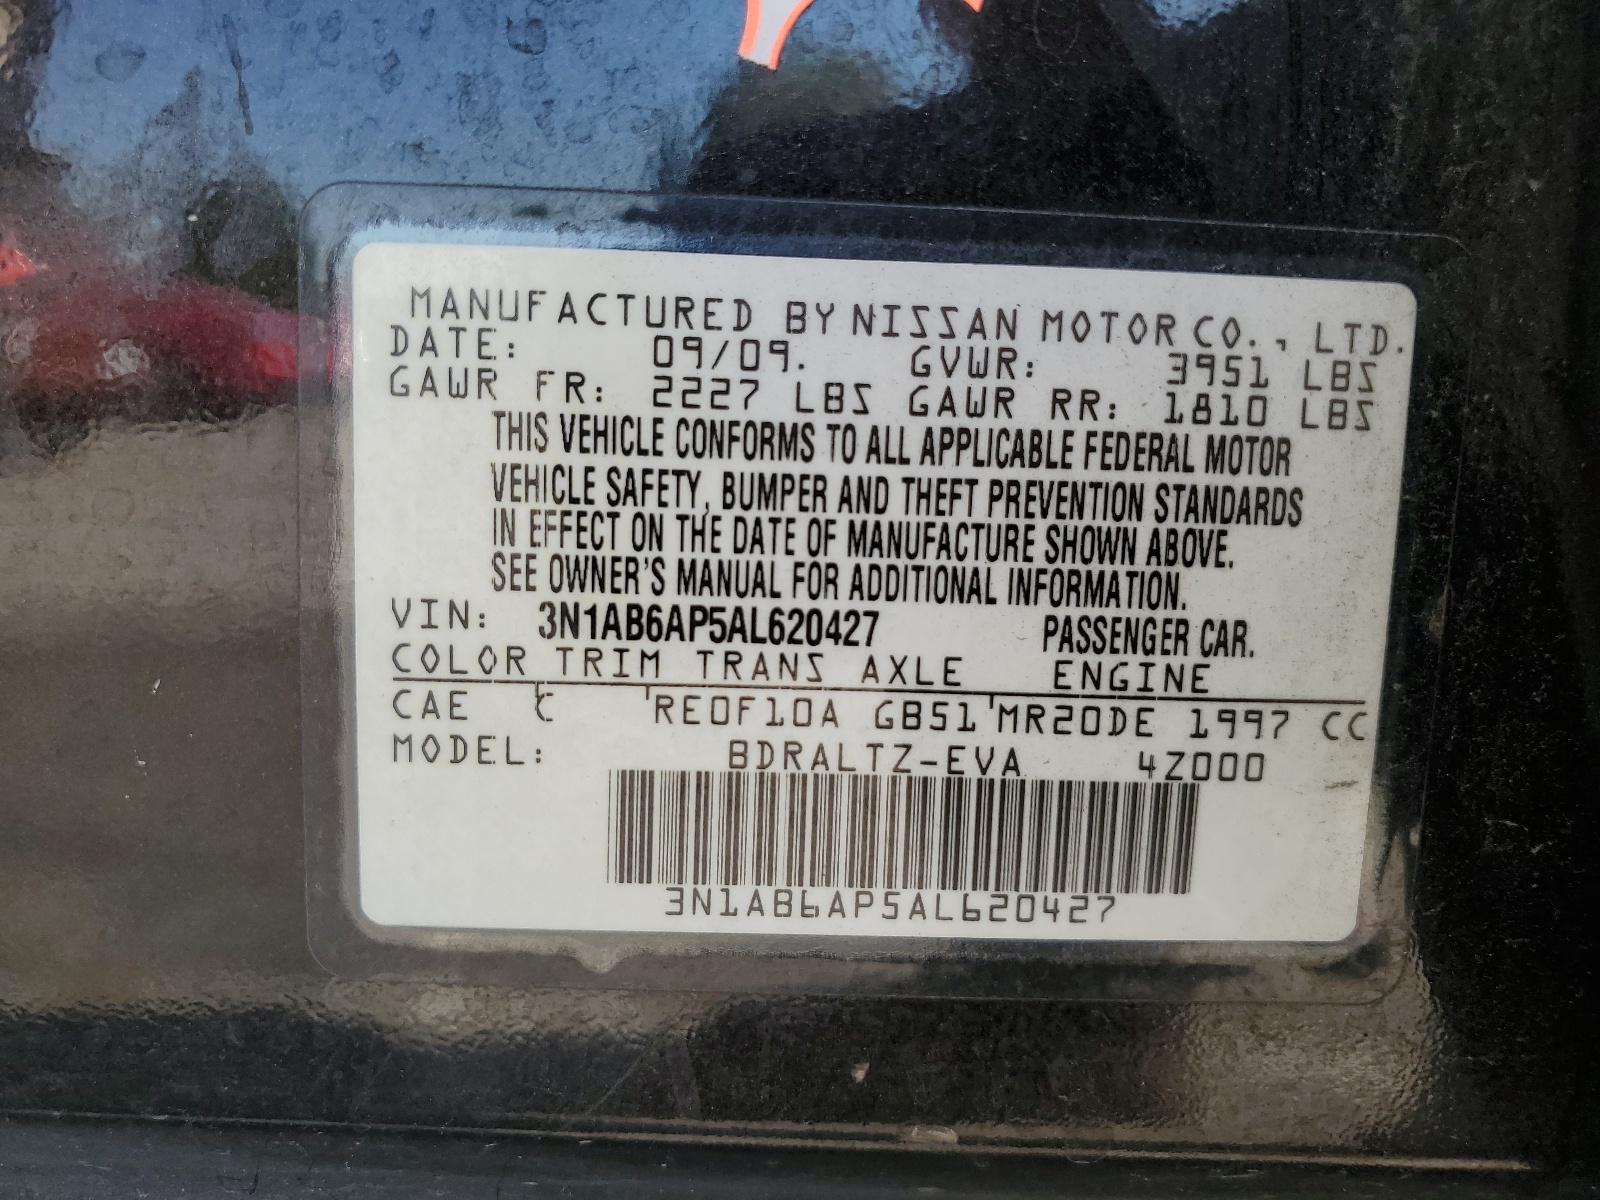 MANUFACTURED BY NISSAN MOTOR CO., LTD.
DATE: 09/09. GVWR: 3951 LBS
GAWR FR: 2227 LBS GAWR RR: 1810 LBS
THIS VEHICLE CONFORMS TO ALL APPLICABLE FEDERAL MOTOR
VEHICLE SAFETY, BUMPER AND THEFT PREVENTION STANDARDS
IN EFFECT ON THE DATE OF MANUFACTURE SHOWN ABOVE.
SEE OWNER'S MANUAL FOR ADDITIONAL INFORMATION.
VIN: 3N1AB6AP5AL620427 PASSENGER CAR.
COLOR TRIM TRANS AXLE ENGINE
CAE C RE0F10A GB51 MR20DE 1997 CC
MODEL: BDRALTZ-EVA 4Z000
3N1AB6AP5AL620427